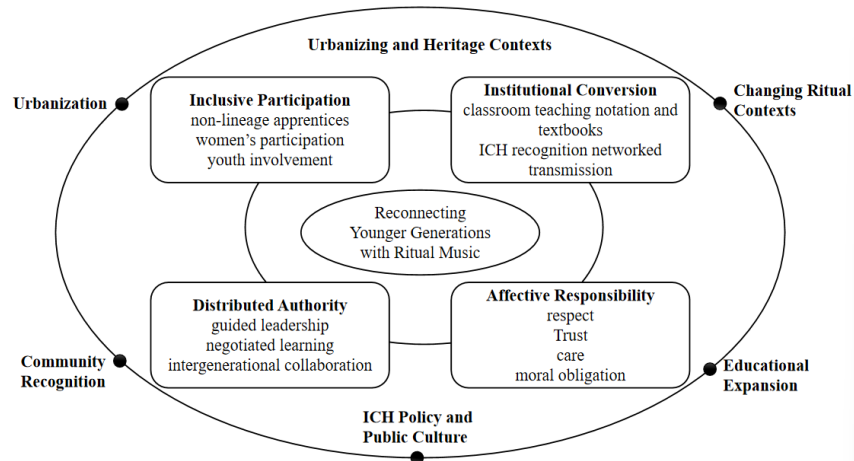 Urbanizing and Heritage Contexts
Urbanization
Inclusive Participation
non-lineage apprentices
women's participation
youth involvement
Institutional Conversion
classroom teaching notation and
textbooks
ICH recognition networked
transmission
Changing Ritual
Contexts
Reconnecting
Younger Generations
with Ritual Music
Distributed Authority
guided leadership
negotiated learning
intergenerational collaboration
Affective Responsibility
respect
Trust
care
moral obligation
Community
Recognition
Educational
Expansion
ICH Policy and
Public Culture